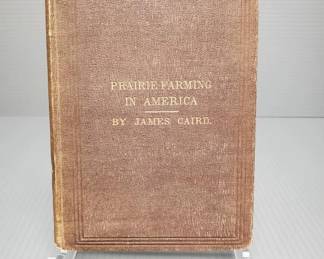 PRAIRIE FARMING
IN AMERICA
BY JAMES CAIRD.